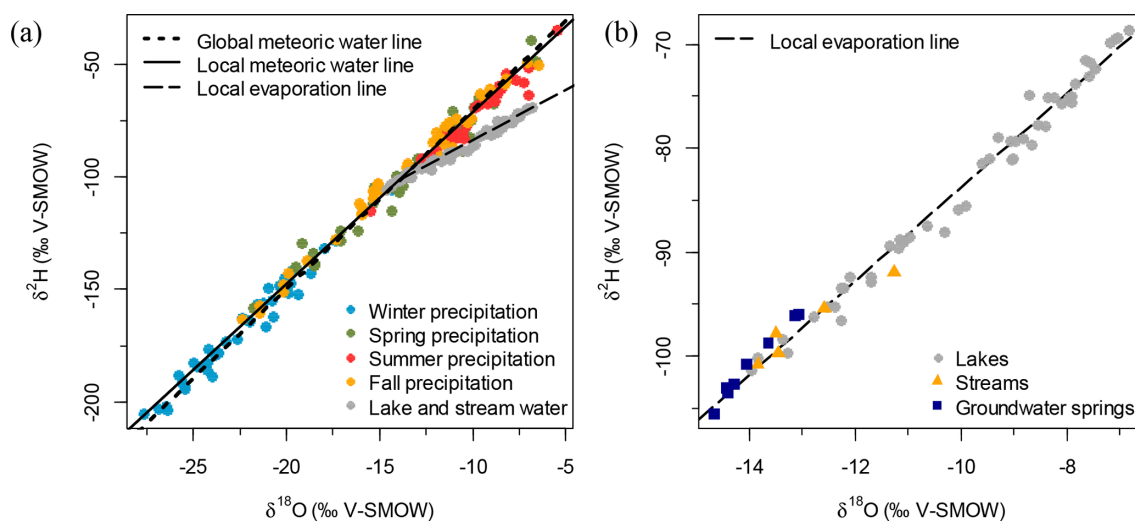 (a)
Global meteoric water line
Local meteoric water line
Local evaporation line
Winter precipitation
Spring precipitation
Summer precipitation
Fall precipitation
Lake and stream water
δ²H (‰ V-SMOW)
-50
-100
-150
-200
-25 -20 -15 -10 -5
δ¹⁸O (‰ V-SMOW)
(b)
Local evaporation line
Lakes
Streams
Groundwater springs
δ²H (‰ V-SMOW)
-70
-80
-90
-100
-14 -12 -10 -8
δ¹⁸O (‰ V-SMOW)